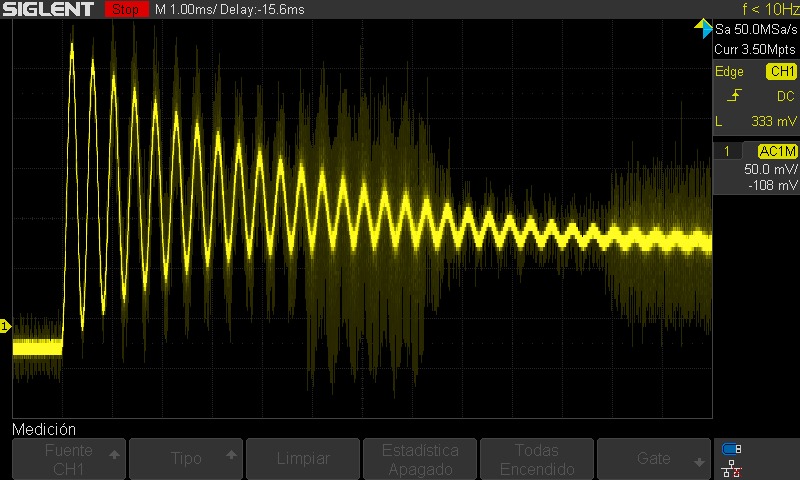 SIGLENT Stop M 1.00ms/ Delay:-15.6ms f < 10Hz
Sa 50.0MSa/s
Curr 3.50Mpts
Edge CH1
DC
L 333 mV
1 AC1M
50.0 mV/
-108 mV
1
Medición
Fuente CH1
Tipo
Limpiar
Estadística Apagado
Todas Encendido
Gate